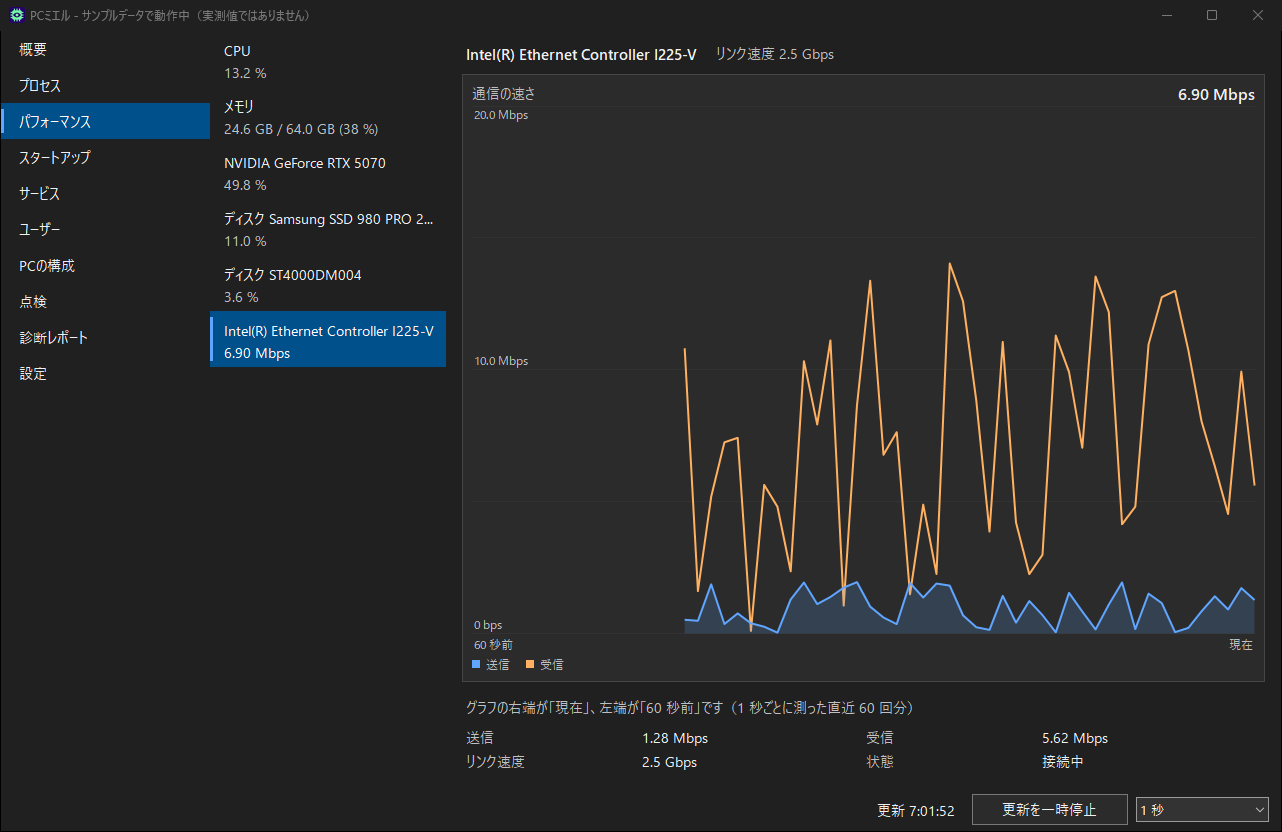 PCミエル - サンプルデータで動作中（実測値ではありません）
概要
プロセス
パフォーマンス
スタートアップ
サービス
ユーザー
PCの構成
点検
診断レポート
設定
CPU
13.2 %
メモリ
24.6 GB / 64.0 GB (38 %)
NVIDIA GeForce RTX 5070
49.8 %
ディスク Samsung SSD 980 PRO 2...
11.0 %
ディスク ST4000DM004
3.6 %
Intel(R) Ethernet Controller I225-V
6.90 Mbps
Intel(R) Ethernet Controller I225-V リンク速度 2.5 Gbps
通信の速さ 6.90 Mbps
20.0 Mbps
10.0 Mbps
0 bps
60 秒前 現在
送信 受信
グラフの右端が「現在」、左端が「60 秒前」です（1 秒ごとに測った直近 60 回分）
送信 1.28 Mbps 受信 5.62 Mbps
リンク速度 2.5 Gbps 状態 接続中
更新 7:01:52 更新を一時停止 1 秒